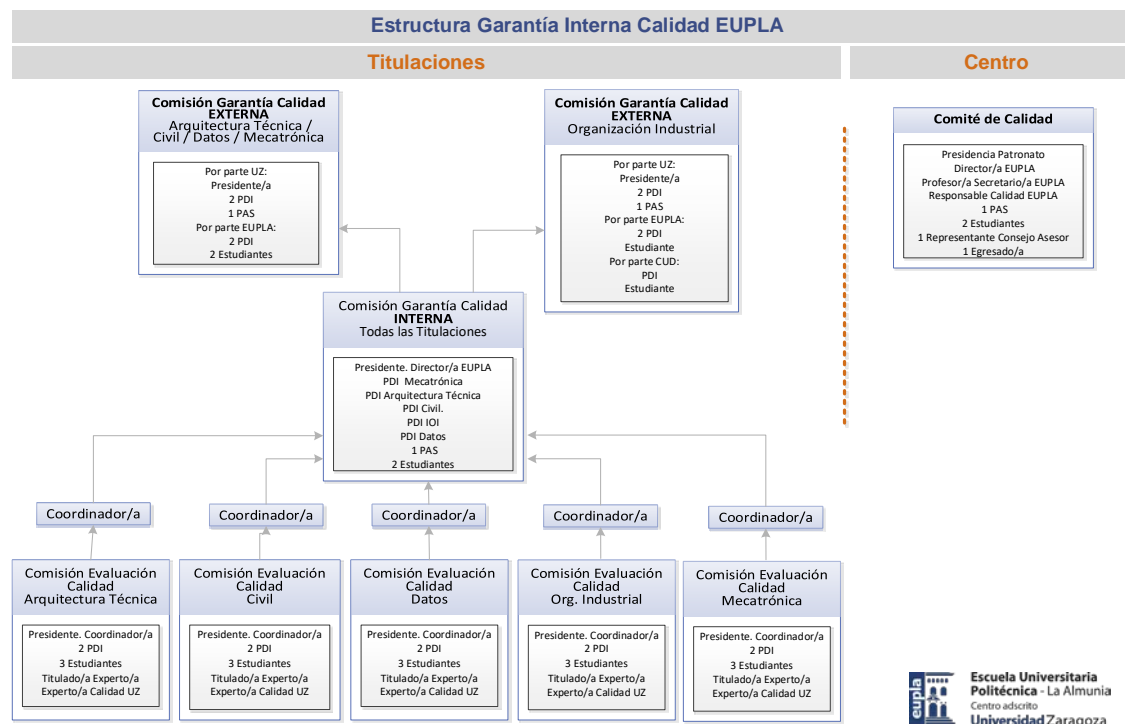 Estructura Garantía Interna Calidad EUPLA
Titulaciones
Centro
Comisión Garantía Calidad
EXTERNA
Arquitectura Técnica /
Civil / Datos / Mecatrónica
Por parte UZ:
Presidente/a
2 PDI
1 PAS
Por parte EUPLA:
2 PDI
2 Estudiantes
Comisión Garantía Calidad
EXTERNA
Organización Industrial
Por parte UZ:
Presidente/a
2 PDI
1 PAS
Por parte EUPLA:
2 PDI
Estudiante
Por parte CUD:
PDI
Estudiante
Comité de Calidad
Presidencia Patronato
Director/a EUPLA
Profesor/a Secretario/a EUPLA
Responsable Calidad EUPLA
1 PAS
2 Estudiantes
1 Representante Consejo Asesor
1 Egresado/a
Comisión Garantía Calidad
INTERNA
Todas las Titulaciones
Presidente. Director/a EUPLA
PDI Mecatrónica
PDI Arquitectura Técnica
PDI Civil.
PDI IOI
PDI Datos
1 PAS
2 Estudiantes
Coordinador/a
Coordinador/a
Coordinador/a
Coordinador/a
Coordinador/a
Comisión Evaluación
Calidad
Arquitectura Técnica
Presidente. Coordinador/a
2 PDI
3 Estudiantes
Titulado/a Experto/a
Experto/a Calidad UZ
Comisión Evaluación
Calidad
Civil
Presidente. Coordinador/a
2 PDI
3 Estudiantes
Titulado/a Experto/a
Experto/a Calidad UZ
Comisión Evaluación
Calidad
Datos
Presidente. Coordinador/a
2 PDI
3 Estudiantes
Titulado/a Experto/a
Experto/a Calidad UZ
Comisión Evaluación
Calidad
Org. Industrial
Presidente. Coordinador/a
2 PDI
3 Estudiantes
Titulado/a Experto/a
Experto/a Calidad UZ
Comisión Evaluación
Calidad
Mecatrónica
Presidente. Coordinador/a
2 PDI
3 Estudiantes
Titulado/a Experto/a
Experto/a Calidad UZ
eupla
Escuela Universitaria
Politécnica - La Almunia
Centro adscrito
Universidad Zaragoza